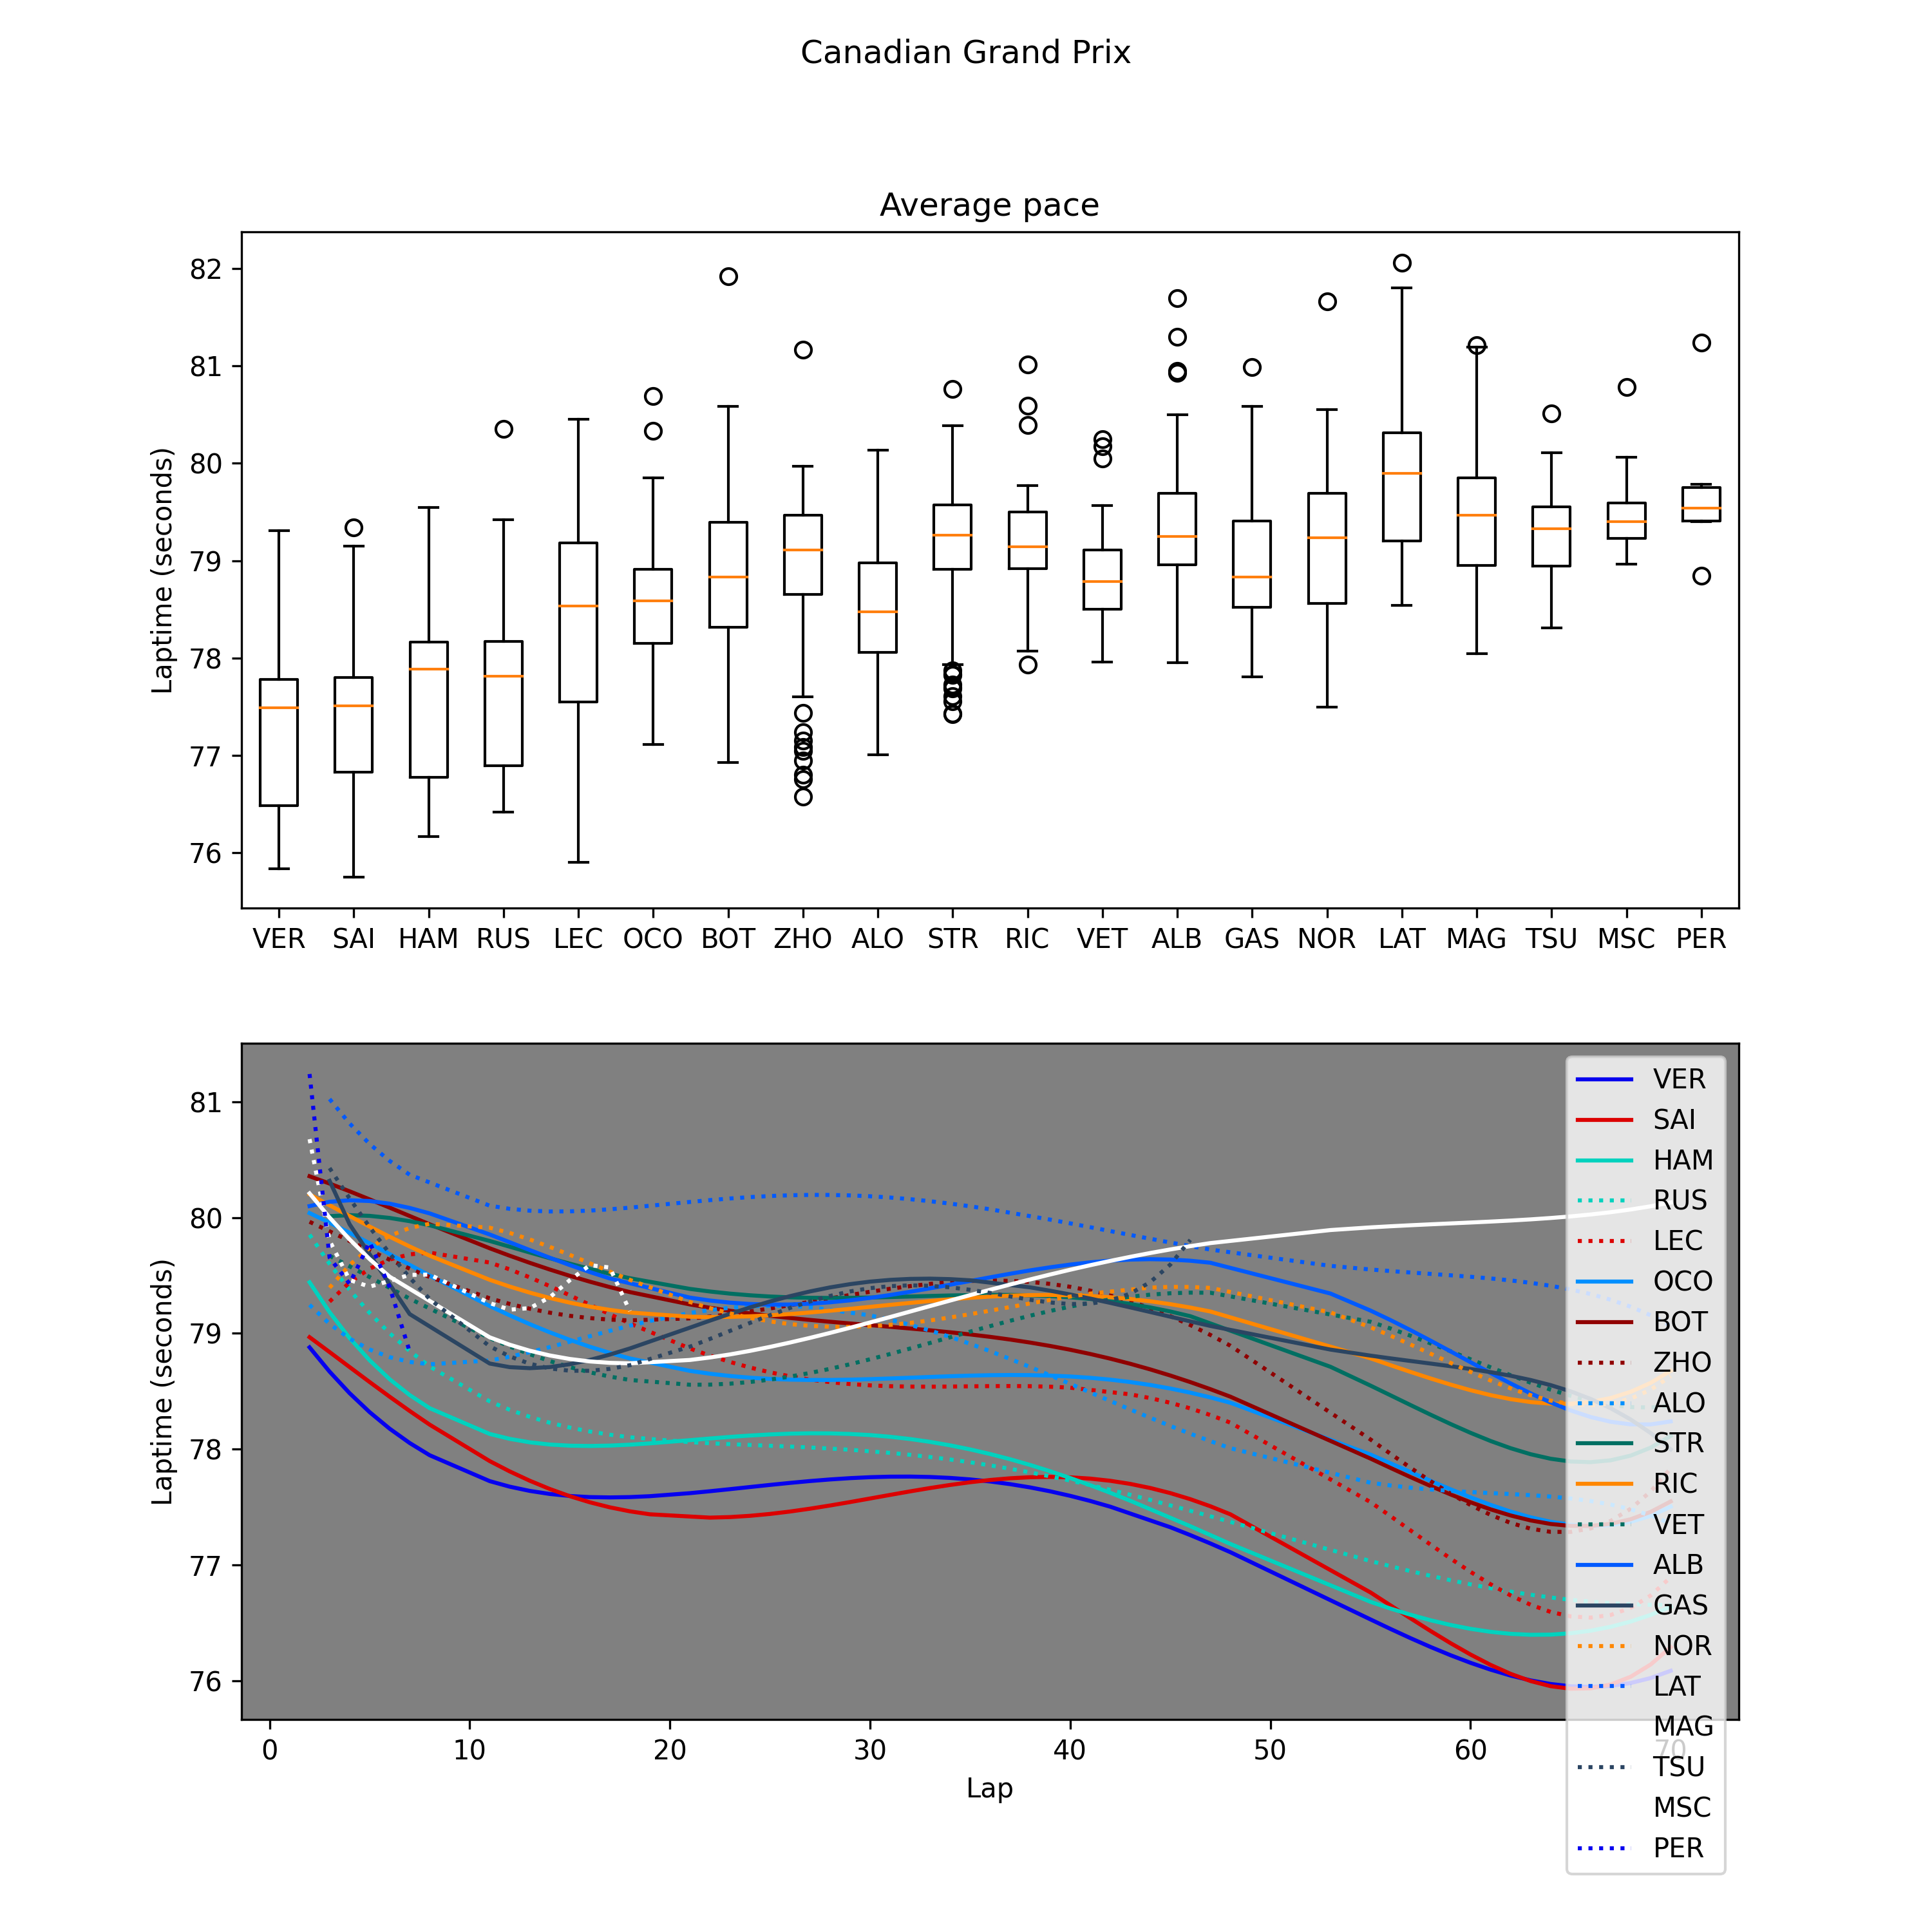 Canadian Grand Prix
Average pace
Laptime (seconds)
82
81
80
79
78
77
76
VER SAI HAM RUS LEC OCO BOT ZHO ALO STR RIC VET ALB GAS NOR LAT MAG TSU MSC PER
Laptime (seconds)
81
80
79
78
77
76
0 10 20 30 40 50 60 70
Lap
VER
SAI
HAM
RUS
LEC
OCO
BOT
ZHO
ALO
STR
RIC
VET
ALB
GAS
NOR
LAT
MAG
TSU
MSC
PER